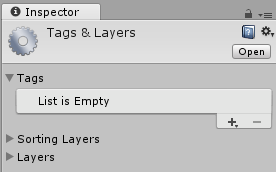 Inspector
Tags & Layers
Open
Tags
List is Empty
Sorting Layers
Layers